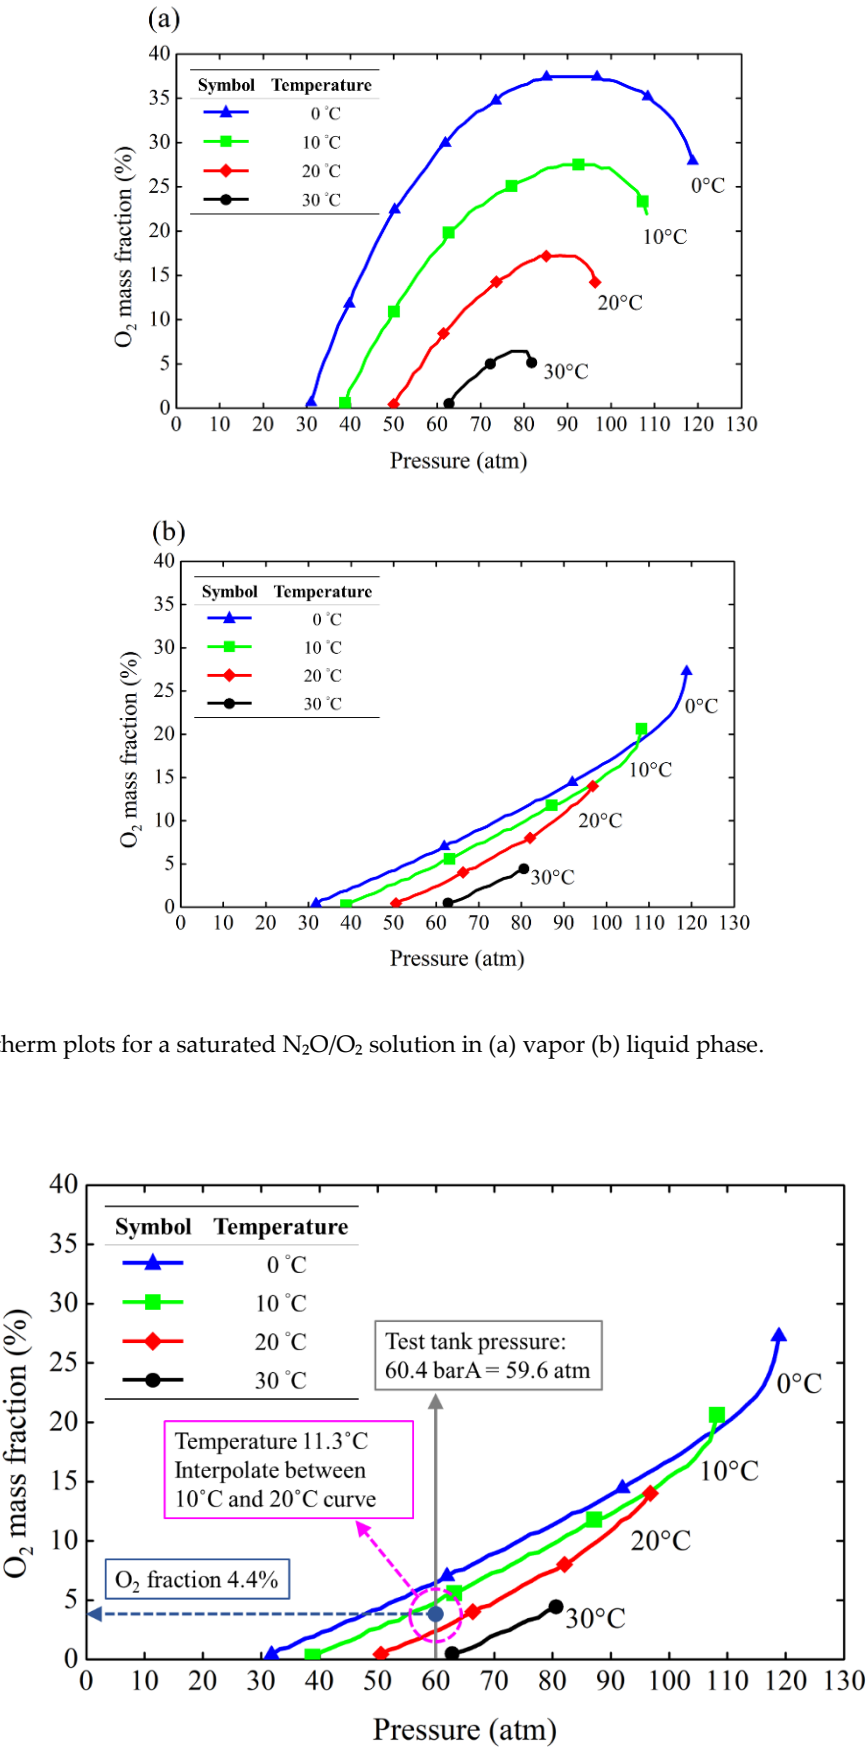 (a)
40
35
30
25
20
15
10
5
0
O₂ mass fraction (%)
Symbol Temperature
0 °C
10 °C
20 °C
30 °C
0°C
10°C
20°C
30°C
0 10 20 30 40 50 60 70 80 90 100 110 120 130
Pressure (atm)
(b)
40
35
30
25
20
15
10
5
0
O₂ mass fraction (%)
Symbol Temperature
0 °C
10 °C
20 °C
30 °C
0°C
10°C
20°C
30°C
0 10 20 30 40 50 60 70 80 90 100 110 120 130
Pressure (atm)
therm plots for a saturated N₂O/O₂ solution in (a) vapor (b) liquid phase.
40
35
30
25
20
15
10
5
0
O₂ mass fraction (%)
Symbol Temperature
0 °C
10 °C
20 °C
30 °C
Test tank pressure:
60.4 barA = 59.6 atm
Temperature 11.3°C
Interpolate between
10°C and 20°C curve
O₂ fraction 4.4%
0°C
10°C
20°C
30°C
0 10 20 30 40 50 60 70 80 90 100 110 120 130
Pressure (atm)